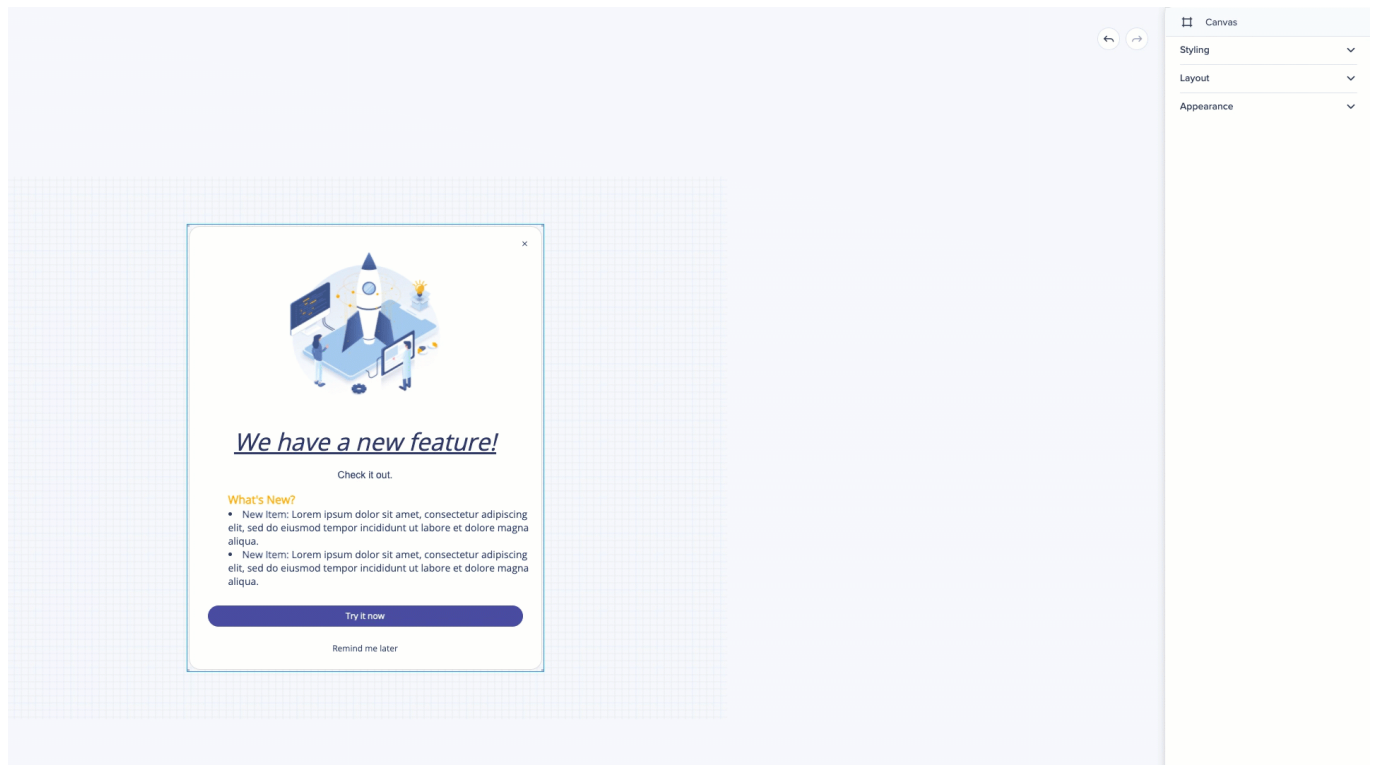 Canvas
Styling
Layout
Appearance
×
We have a new feature!
Check it out.
What's New?
• New Item: Lorem ipsum dolor sit amet, consectetur adipiscing
elit, sed do eiusmod tempor incididunt ut labore et dolore magna
aliqua.
• New Item: Lorem ipsum dolor sit amet, consectetur adipiscing
elit, sed do eiusmod tempor incididunt ut labore et dolore magna
aliqua.
Try it now
Remind me later